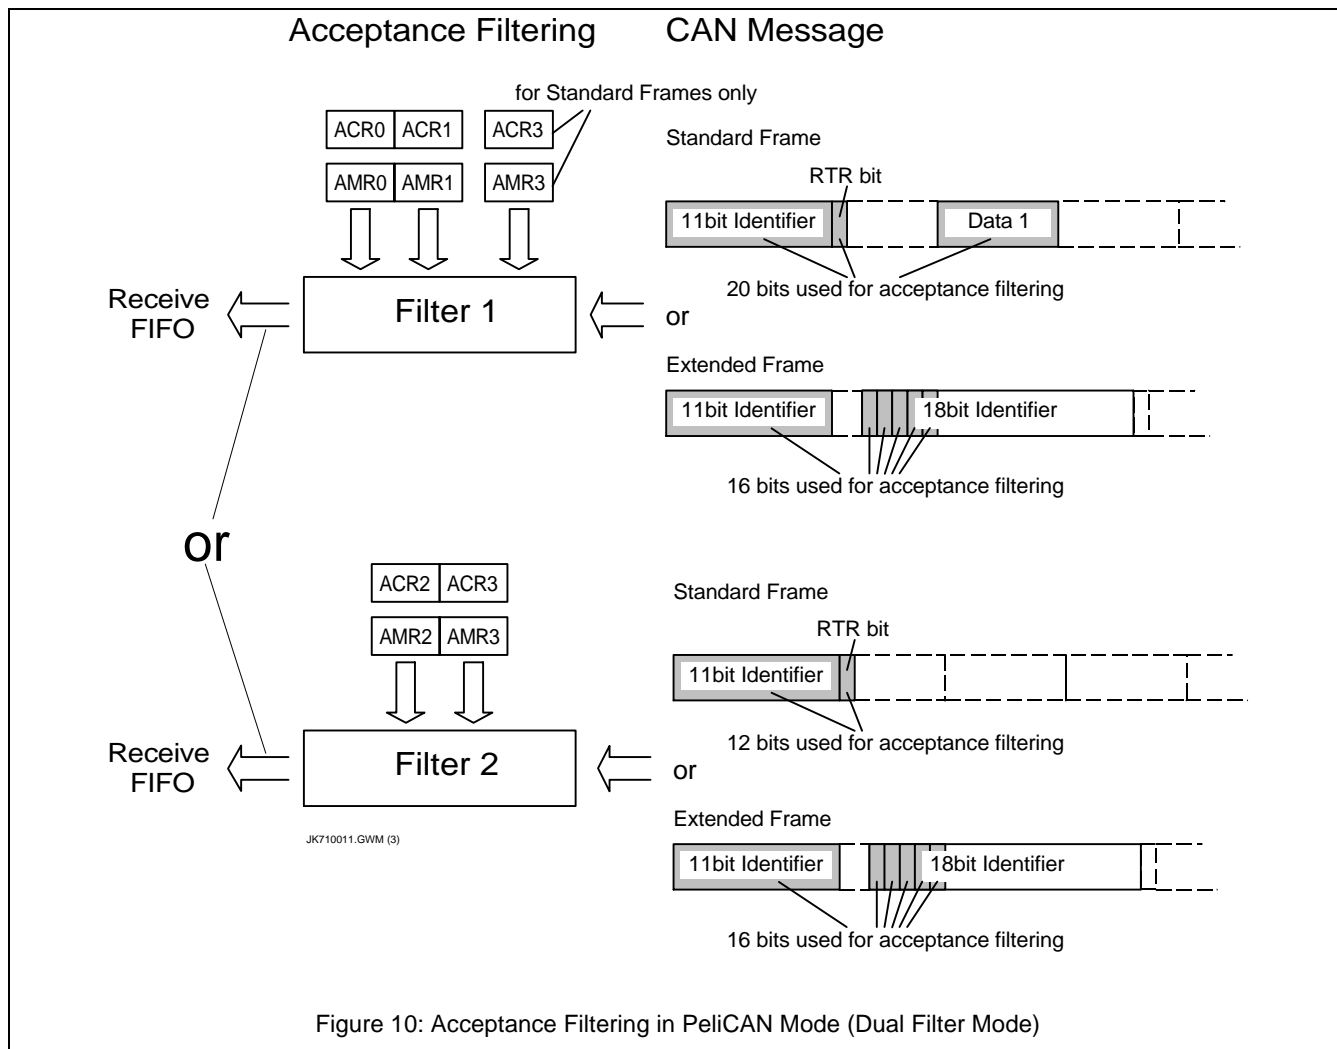 Acceptance Filtering CAN Message
for Standard Frames only
ACR0 ACR1 ACR3
AMR0 AMR1 AMR3
Standard Frame
RTR bit
11bit Identifier Data 1
20 bits used for acceptance filtering
Receive FIFO
Filter 1
or
Extended Frame
11bit Identifier 18bit Identifier
16 bits used for acceptance filtering
or
ACR2 ACR3
AMR2 AMR3
Standard Frame
RTR bit
11bit Identifier
12 bits used for acceptance filtering
Receive FIFO
Filter 2
or
Extended Frame
11bit Identifier 18bit Identifier
16 bits used for acceptance filtering
JK710011.GWM (3)
Figure 10: Acceptance Filtering in PeliCAN Mode (Dual Filter Mode)